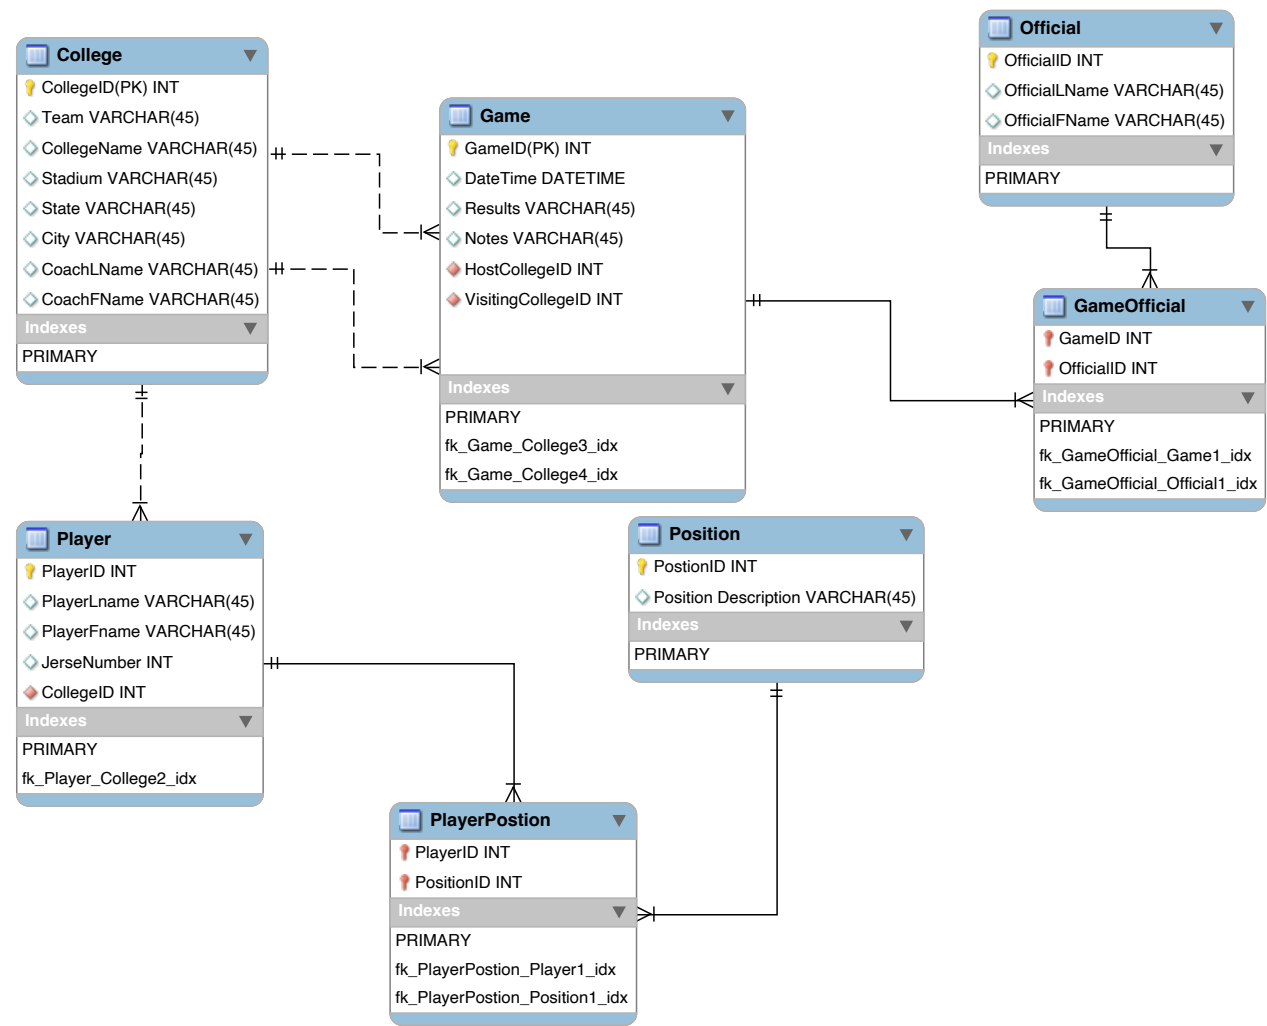 College
CollegeID(PK) INT
Team VARCHAR(45)
CollegeName VARCHAR(45)
Stadium VARCHAR(45)
State VARCHAR(45)
City VARCHAR(45)
CoachLName VARCHAR(45)
CoachFName VARCHAR(45)
Indexes
PRIMARY
Game
GameID(PK) INT
DateTime DATETIME
Results VARCHAR(45)
Notes VARCHAR(45)
HostCollegeID INT
VisitingCollegeID INT
Indexes
PRIMARY
fk_Game_College3_idx
fk_Game_College4_idx
Official
OfficialID INT
OfficialLName VARCHAR(45)
OfficialFName VARCHAR(45)
Indexes
PRIMARY
GameOfficial
GameID INT
OfficialID INT
Indexes
PRIMARY
fk_GameOfficial_Game1_idx
fk_GameOfficial_Official1_idx
Player
PlayerID INT
PlayerLname VARCHAR(45)
PlayerFname VARCHAR(45)
JerseNumber INT
CollegeID INT
Indexes
PRIMARY
fk_Player_College2_idx
Position
PostionID INT
Position Description VARCHAR(45)
Indexes
PRIMARY
PlayerPostion
PlayerID INT
PositionID INT
Indexes
PRIMARY
fk_PlayerPostion_Player1_idx
fk_PlayerPostion_Position1_idx